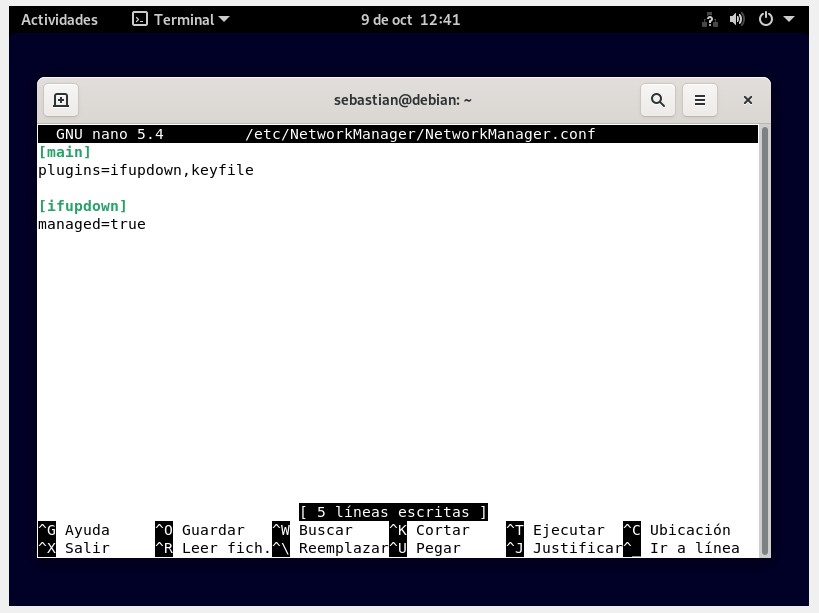 Actividades Terminal 9 de oct 12:41
sebastian@debian: ~
GNU nano 5.4 /etc/NetworkManager/NetworkManager.conf
[main]
plugins=ifupdown,keyfile
[ifupdown]
managed=true
[ 5 líneas escritas ]
^G Ayuda ^O Guardar ^W Buscar ^K Cortar ^T Ejecutar ^C Ubicación
^X Salir ^R Leer fich. ^\ Reemplazar ^U Pegar ^J Justificar ^_ Ir a línea